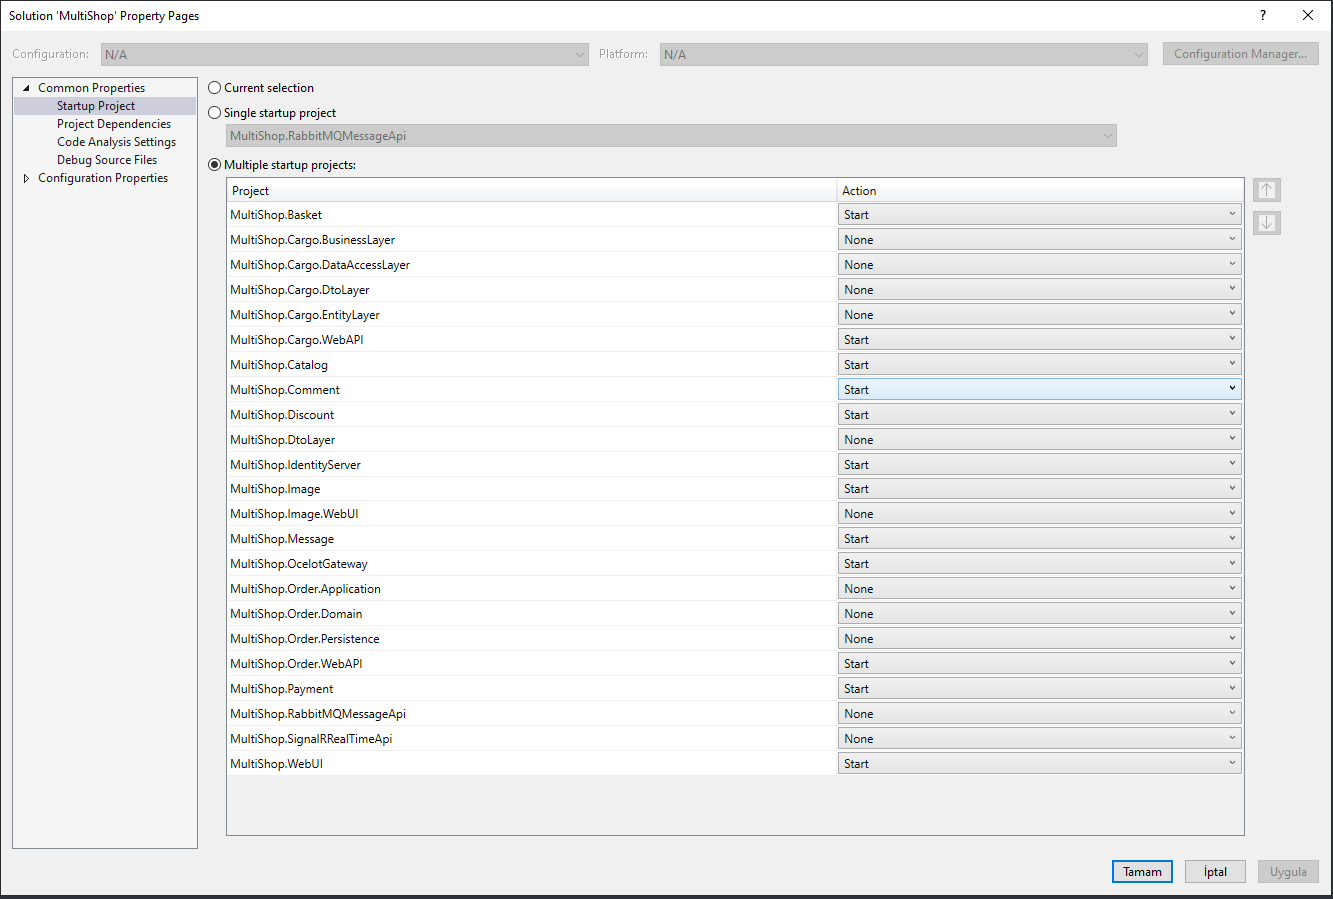 Solution 'MultiShop' Property Pages
?
Configuration: N/A Platform: N/A Configuration Manager...
Common Properties
Startup Project
Project Dependencies
Code Analysis Settings
Debug Source Files
Configuration Properties
Current selection
Single startup project
MultiShop.RabbitMQMessageApi
Multiple startup projects:
Project Action
MultiShop.Basket Start
MultiShop.Cargo.BusinessLayer None
MultiShop.Cargo.DataAccessLayer None
MultiShop.Cargo.DtoLayer None
MultiShop.Cargo.EntityLayer None
MultiShop.Cargo.WebAPI Start
MultiShop.Catalog Start
MultiShop.Comment Start
MultiShop.Discount Start
MultiShop.DtoLayer None
MultiShop.IdentityServer Start
MultiShop.Image Start
MultiShop.Image.WebUI None
MultiShop.Message Start
MultiShop.OcelotGateway Start
MultiShop.Order.Application None
MultiShop.Order.Domain None
MultiShop.Order.Persistence None
MultiShop.Order.WebAPI Start
MultiShop.Payment Start
MultiShop.RabbitMQMessageApi None
MultiShop.SignalRRealTimeApi None
MultiShop.WebUI Start
Tamam İptal Uygula